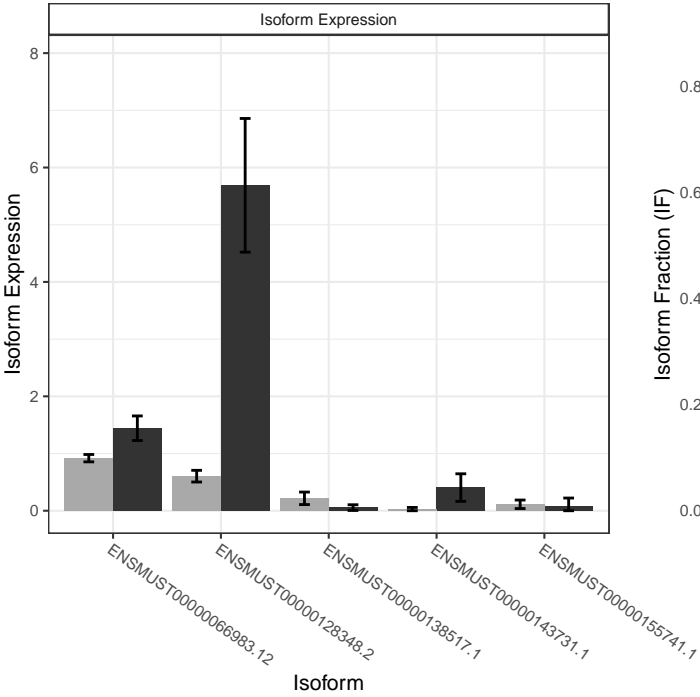 Isoform Expression
8
6
4
2
0
Isoform Expression
ENSMUST00000066983.12
ENSMUST00000128348.2
ENSMUST00000138517.1
ENSMUST00000143731.1
ENSMUST00000155741.1
Isoform
Isoform Fraction (IF)
0.8
0.6
0.4
0.2
0.0